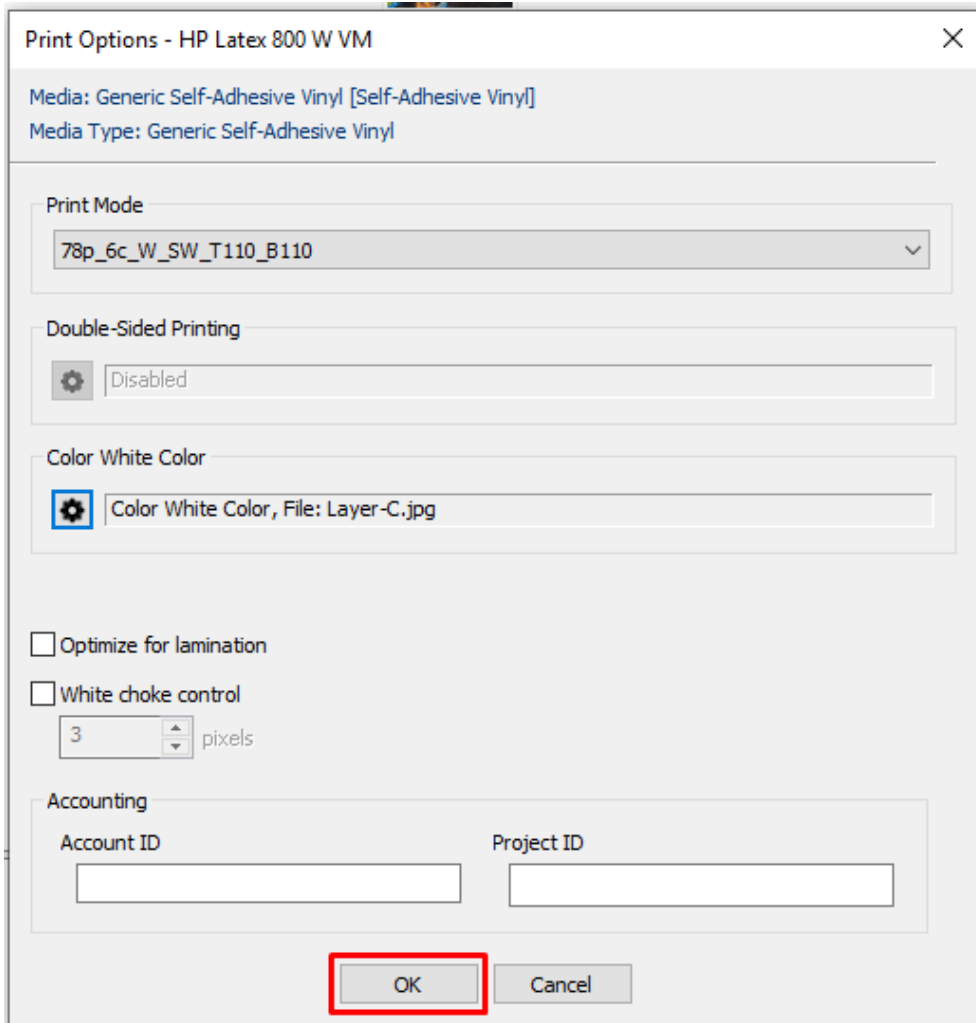 Print Options - HP Latex 800 W VM
Media: Generic Self-Adhesive Vinyl [Self-Adhesive Vinyl]
Media Type: Generic Self-Adhesive Vinyl
Print Mode
78p_6c_W_SW_T110_B110
Double-Sided Printing
Disabled
Color White Color
Color White Color, File: Layer-C.jpg
Optimize for lamination
White choke control
3 pixels
Accounting
Account ID Project ID
OK Cancel